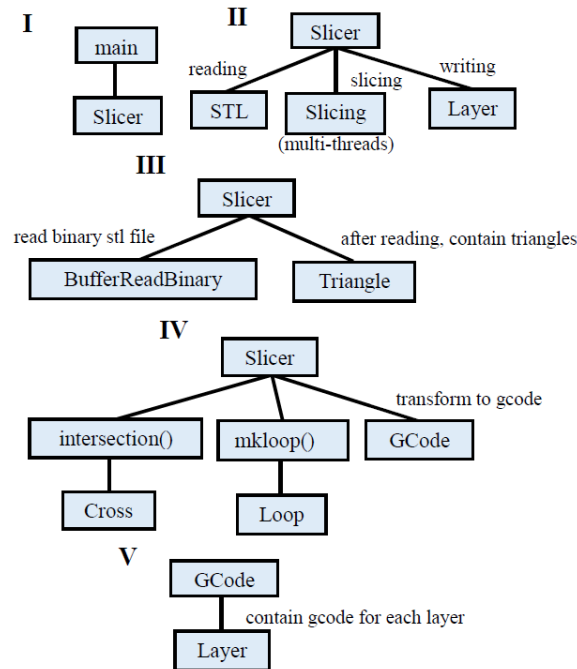 I
main
Slicer
II
Slicer
reading
slicing
writing
STL
Slicing
Layer
(multi-threads)
III
Slicer
read binary stl file
after reading, contain triangles
BufferReadBinary
Triangle
IV
Slicer
transform to gcode
intersection()
mkloop()
GCode
Cross
Loop
V
GCode
contain gcode for each layer
Layer